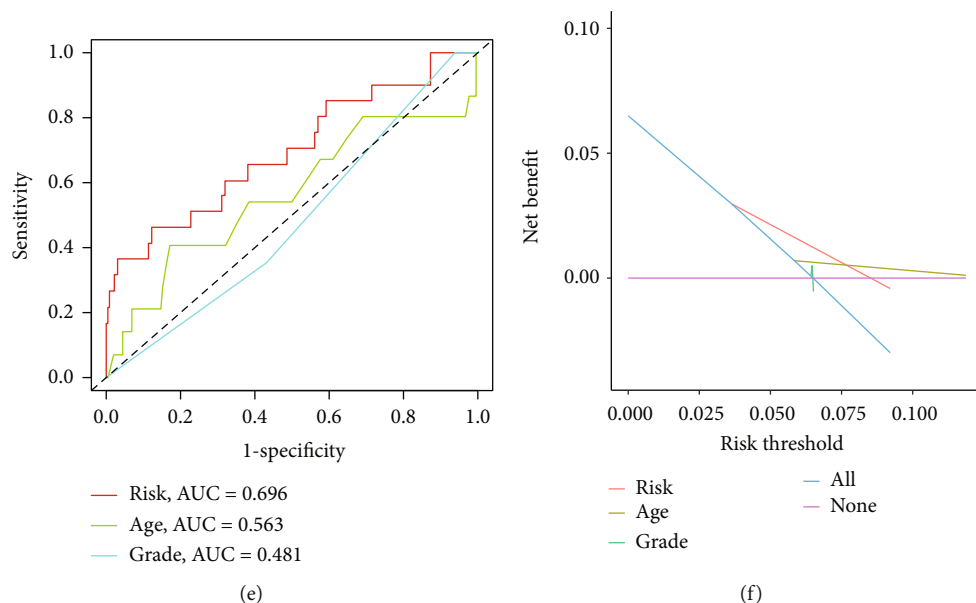 Sensitivity
1.0
0.8
0.6
0.4
0.2
0.0
0.0 0.2 0.4 0.6 0.8 1.0
1-specificity
Risk, AUC = 0.696
Age, AUC = 0.563
Grade, AUC = 0.481
(e)
Net benefit
0.10
0.05
0.00
0.000 0.025 0.050 0.075 0.100
Risk threshold
Risk
Age
Grade
All
None
(f)